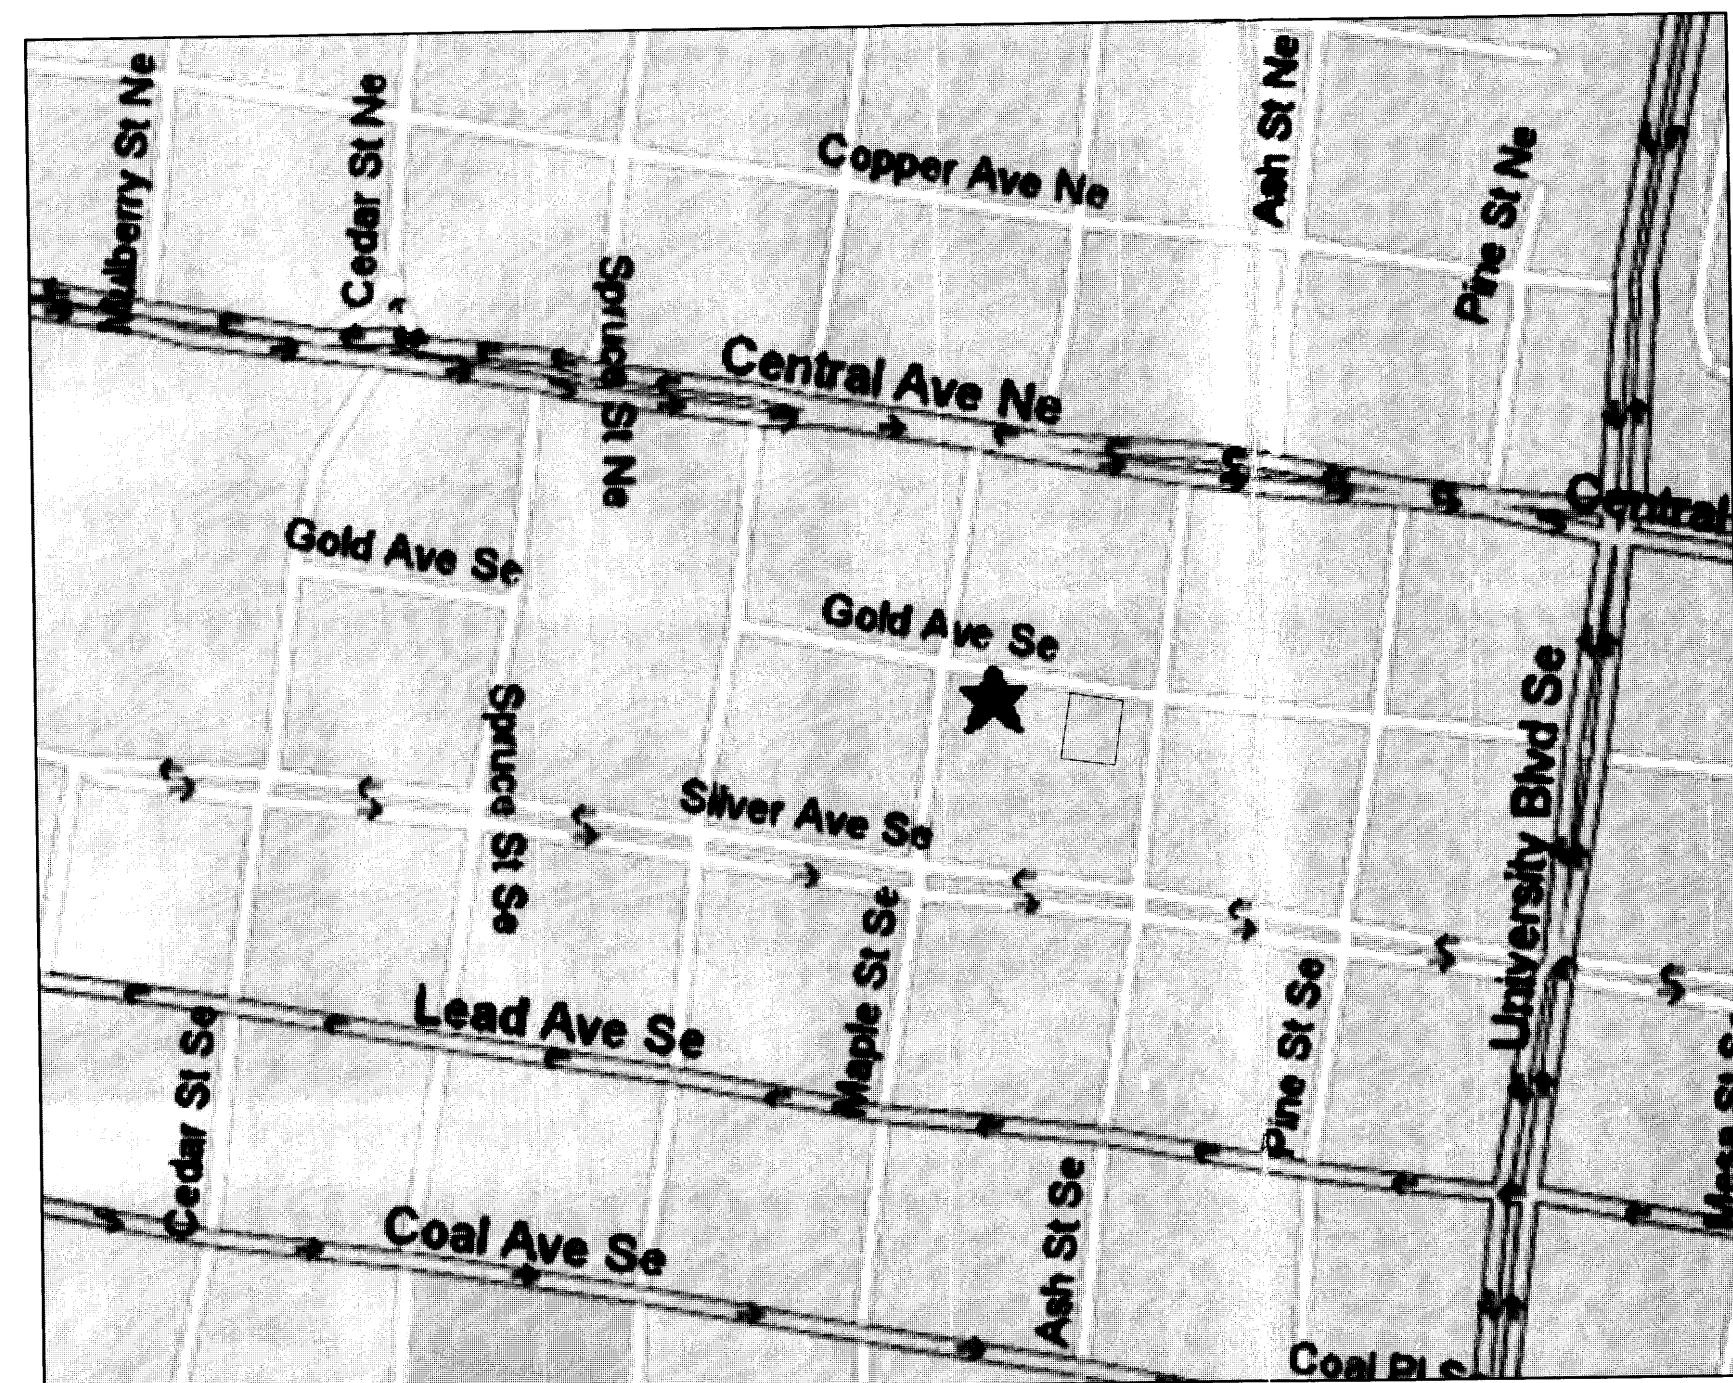 Mulberry St Ne
Cedar St Ne
Spruce St Ne
Copper Ave Ne
Ash St Ne
Pine St Ne
Central Ave Ne
Central
Gold Ave Se
Gold Ave Se
Spruce St Se
Silver Ave Se
University Blvd Se
Maple St Se
Lead Ave Se
Cedar St Se
Pine St Se
Ash St Se
Coal Ave Se
Coal Pl S